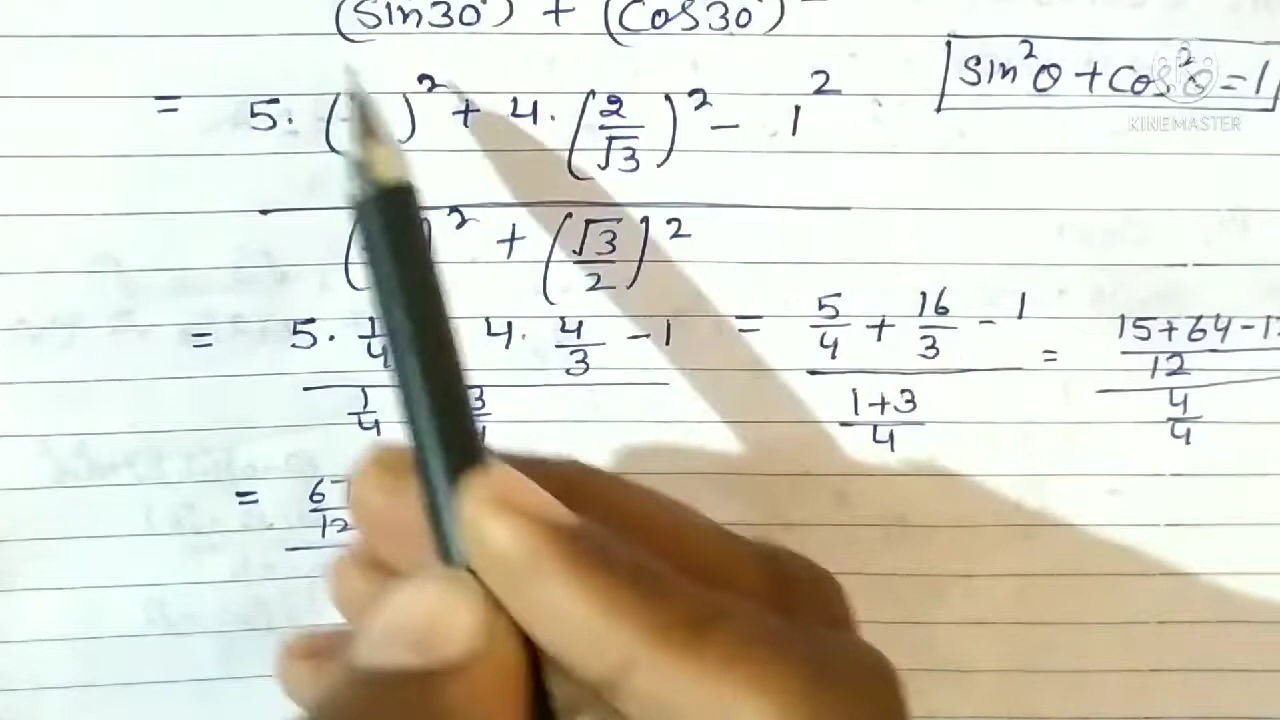 (Sin30°) + (Cos30°)
sin²θ + cos²θ = 1
KINEMASTER
= 5. ( )² + 4. (2/√3)² - 1²
( )² + (√3/2)²
= 5. 1/4 4. 4/3 - 1 = 5/4 + 16/3 - 1 = 15+64-1
1/4 3 1+3/4 12 4/4
= 6 /12